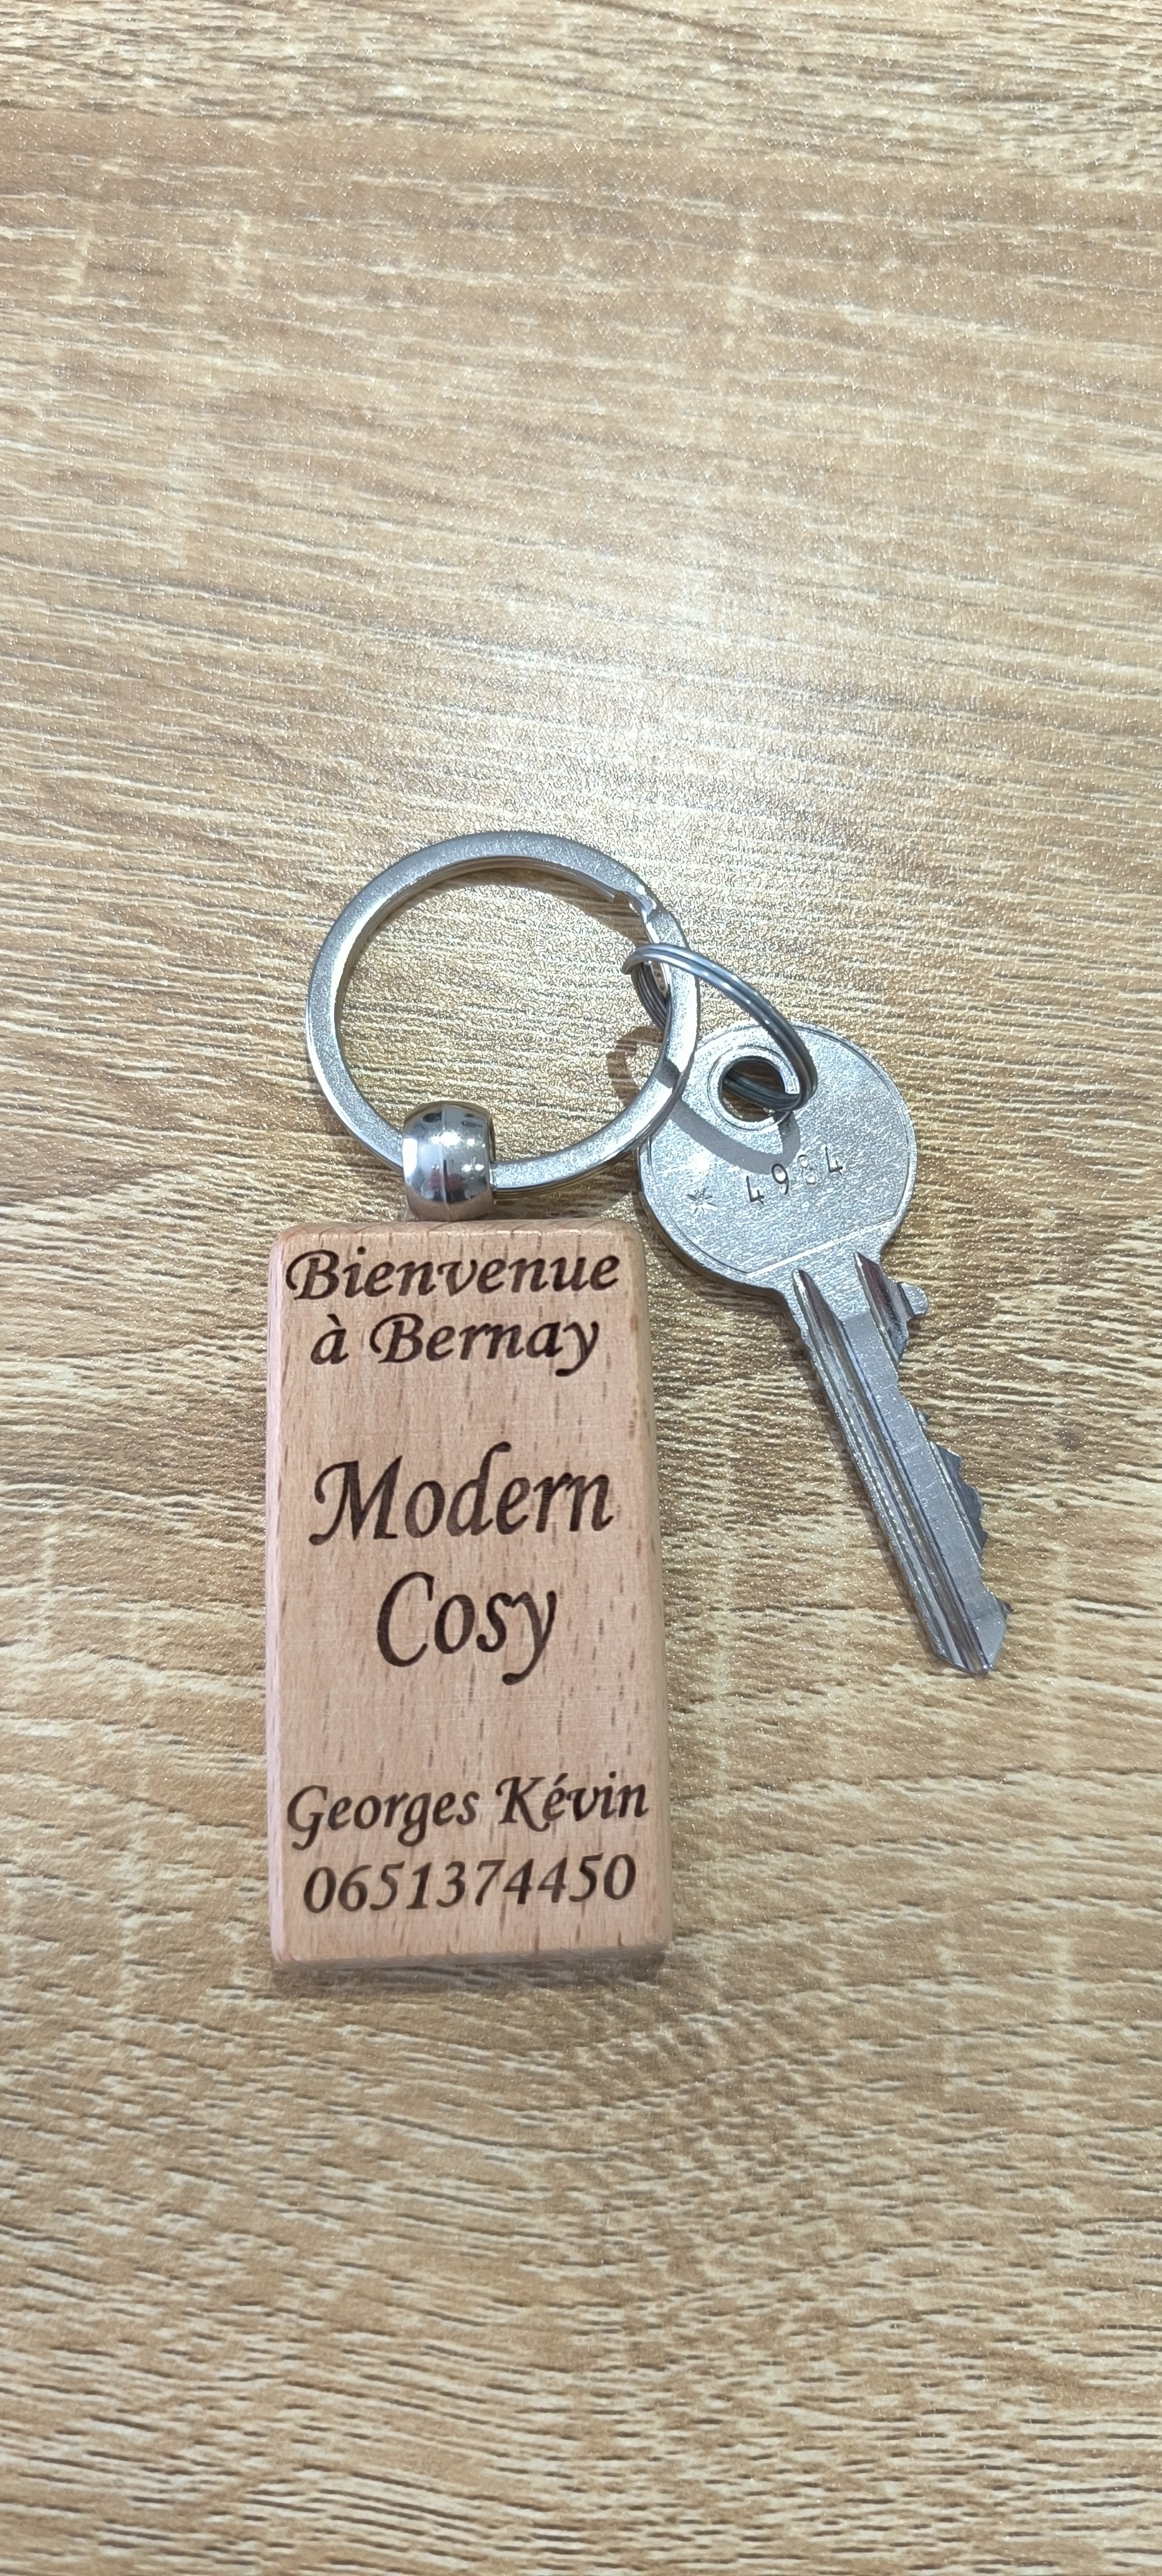 * 4984
Bienvenue
à Bernay
Modern
Cosy
Georges Kévin
0651374450